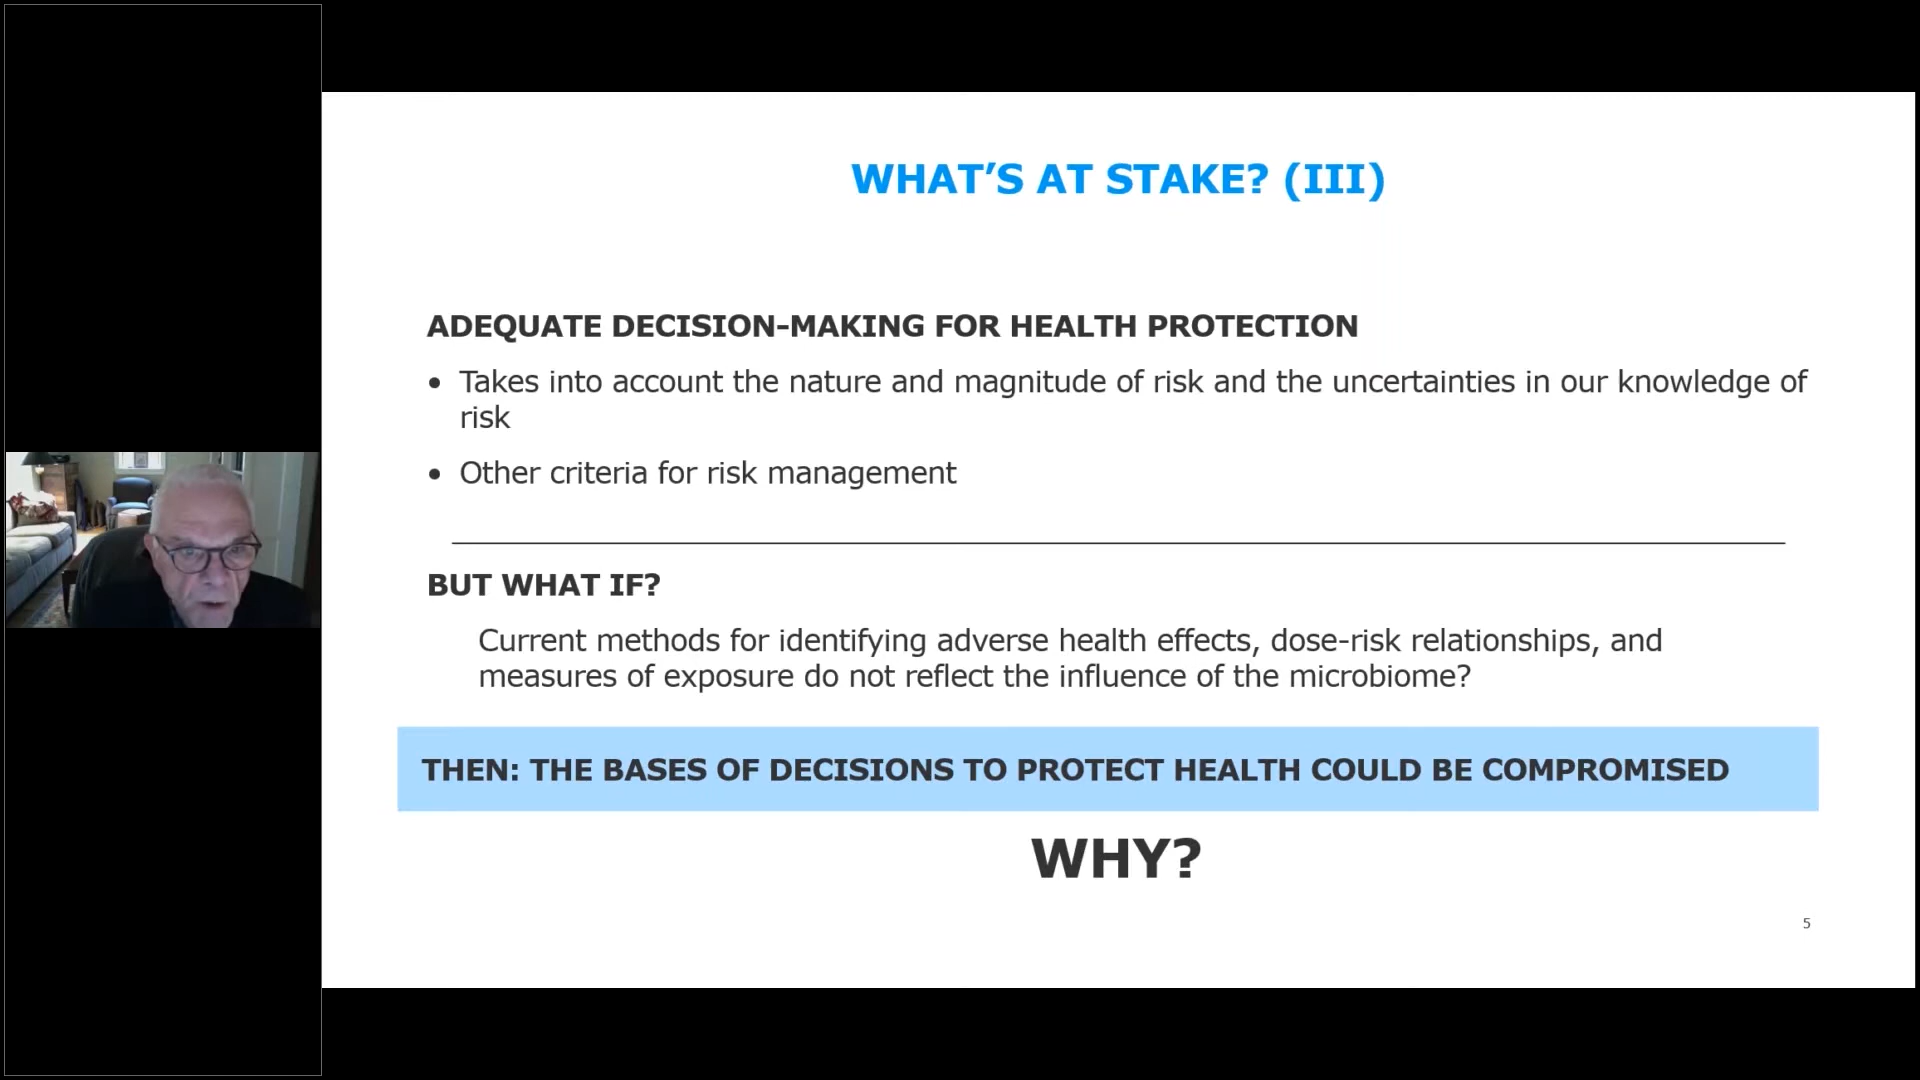 WHAT’S AT STAKE? (III)
ADEQUATE DECISION-MAKING FOR HEALTH PROTECTION
• Takes into account the nature and magnitude of risk and the uncertainties in our knowledge of
risk
• Other criteria for risk management
BUT WHAT IF?
Current methods for identifying adverse health effects, dose-risk relationships, and
measures of exposure do not reflect the influence of the microbiome?
THEN: THE BASES OF DECISIONS TO PROTECT HEALTH COULD BE COMPROMISED
WHY?
5